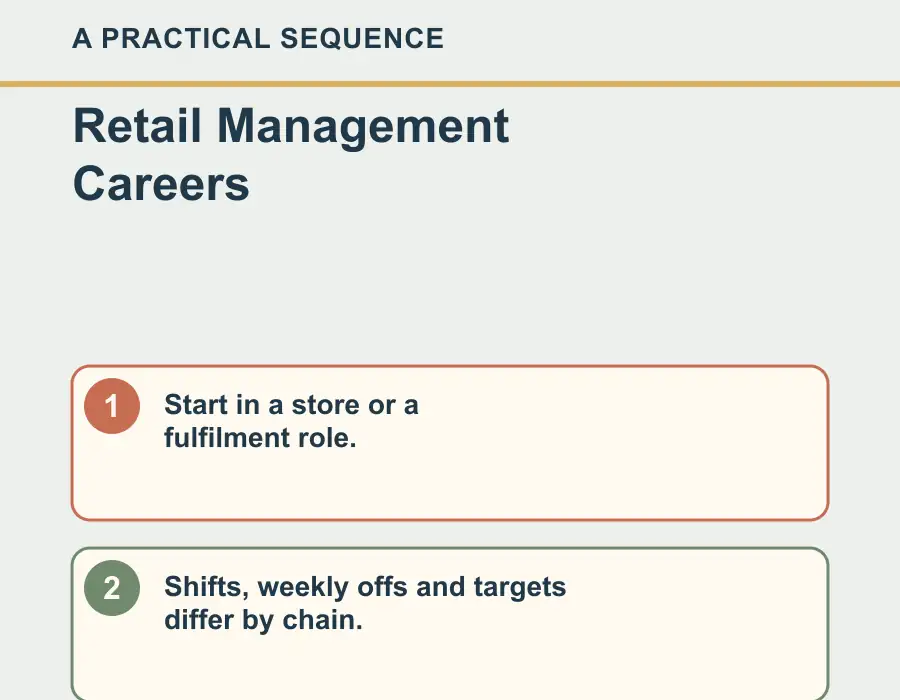 A PRACTICAL SEQUENCE
Retail Management
Careers
1
Start in a store or a
fulfilment role.
2
Shifts, weekly offs and targets
differ by chain.